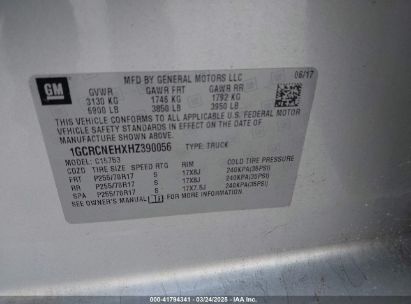 GM
MFD BY GENERAL MOTORS LLC 06/17
GVWR GAWR FRT GAWR RR
3130 KG 1746 KG 1792 KG
6900 LB 3850 LB 3950 LB
THIS VEHICLE CONFORMS TO ALL APPLICABLE U.S. FEDERAL MOTOR
VEHICLE SAFETY STANDARDS IN EFFECT ON THE DATE OF
MANUFACTURE SHOWN ABOVE.
1GCRCNEHXHZ390056 TYPE: TRUCK
MODEL: C15753
TIRE SIZE SPEED RTG RIM COLD TIRE PRESSURE
FRT P255/70R17 S 17X8J 240KPA(35PSI)
RR P255/70R17 S 17X8J 240KPA(35PSI)
SPA P255/70R17 S 17X7.5J 240KPA(35PSI)
SEE OWNER'S MANUAL FOR MORE INFORMATION
000-41794341 - 03/24/2025 - 0000